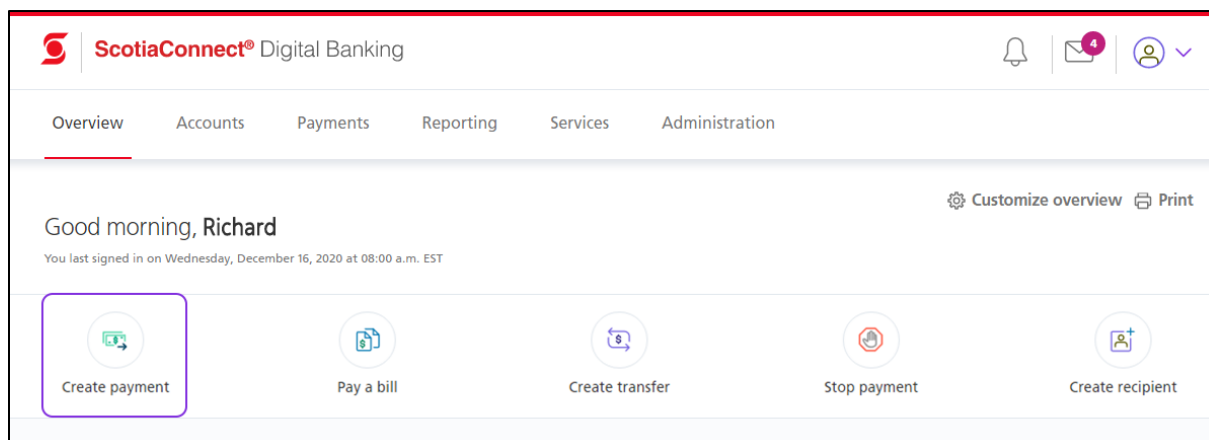 ScotiaConnect® Digital Banking
4
Overview Accounts Payments Reporting Services Administration
Customize overview Print
Good morning, Richard
You last signed in on Wednesday, December 16, 2020 at 08:00 a.m. EST
Create payment Pay a bill Create transfer Stop payment Create recipient